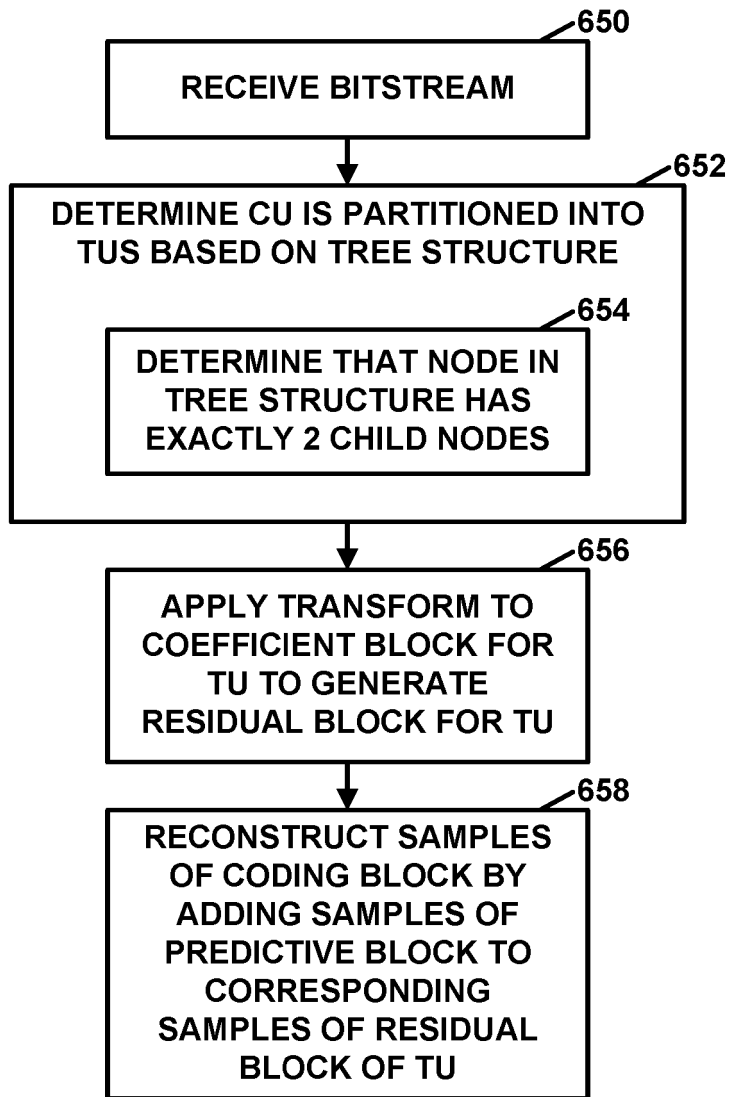 650
RECEIVE BITSTREAM
652
DETERMINE CU IS PARTITIONED INTO
TUS BASED ON TREE STRUCTURE
654
DETERMINE THAT NODE IN
TREE STRUCTURE HAS
EXACTLY 2 CHILD NODES
656
APPLY TRANSFORM TO
COEFFICIENT BLOCK FOR
TU TO GENERATE
RESIDUAL BLOCK FOR TU
658
RECONSTRUCT SAMPLES
OF CODING BLOCK BY
ADDING SAMPLES OF
PREDICTIVE BLOCK TO
CORRESPONDING
SAMPLES OF RESIDUAL
BLOCK OF TU